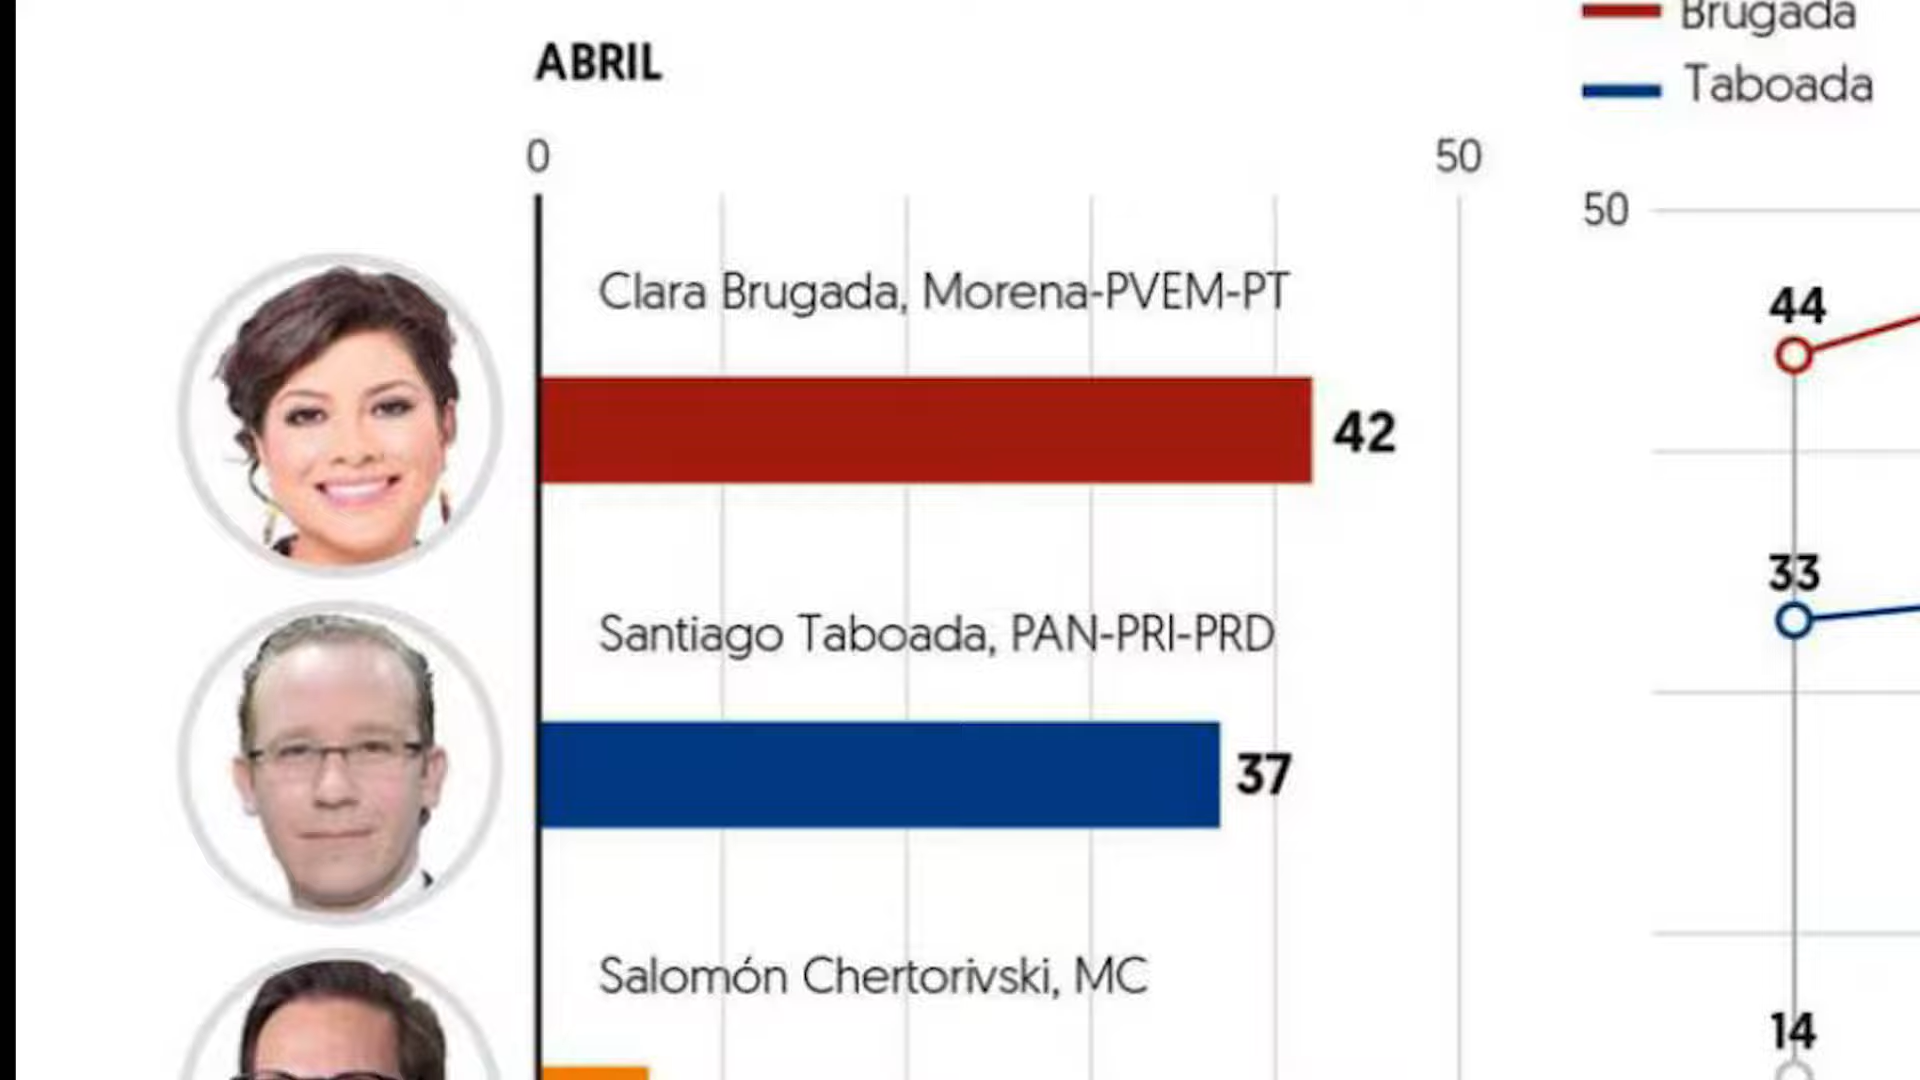 ABRIL
0
50
Clara Brugada, Morena-PVEM-PT
42
Santiago Taboada, PAN-PRI-PRD
37
Salomón Chertorivski, MC
Brugada
Taboada
50
44
33
14